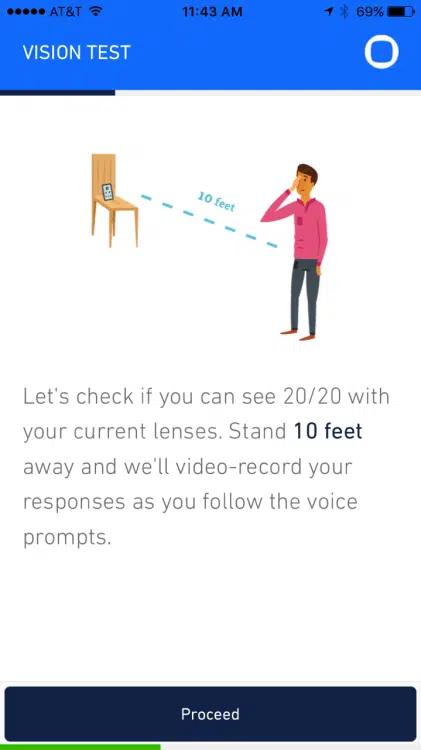 AT&T 11:43 AM 69%
VISION TEST
10 feet
Let's check if you can see 20/20 with
your current lenses. Stand 10 feet
away and we'll video-record your
responses as you follow the voice
prompts.
Proceed